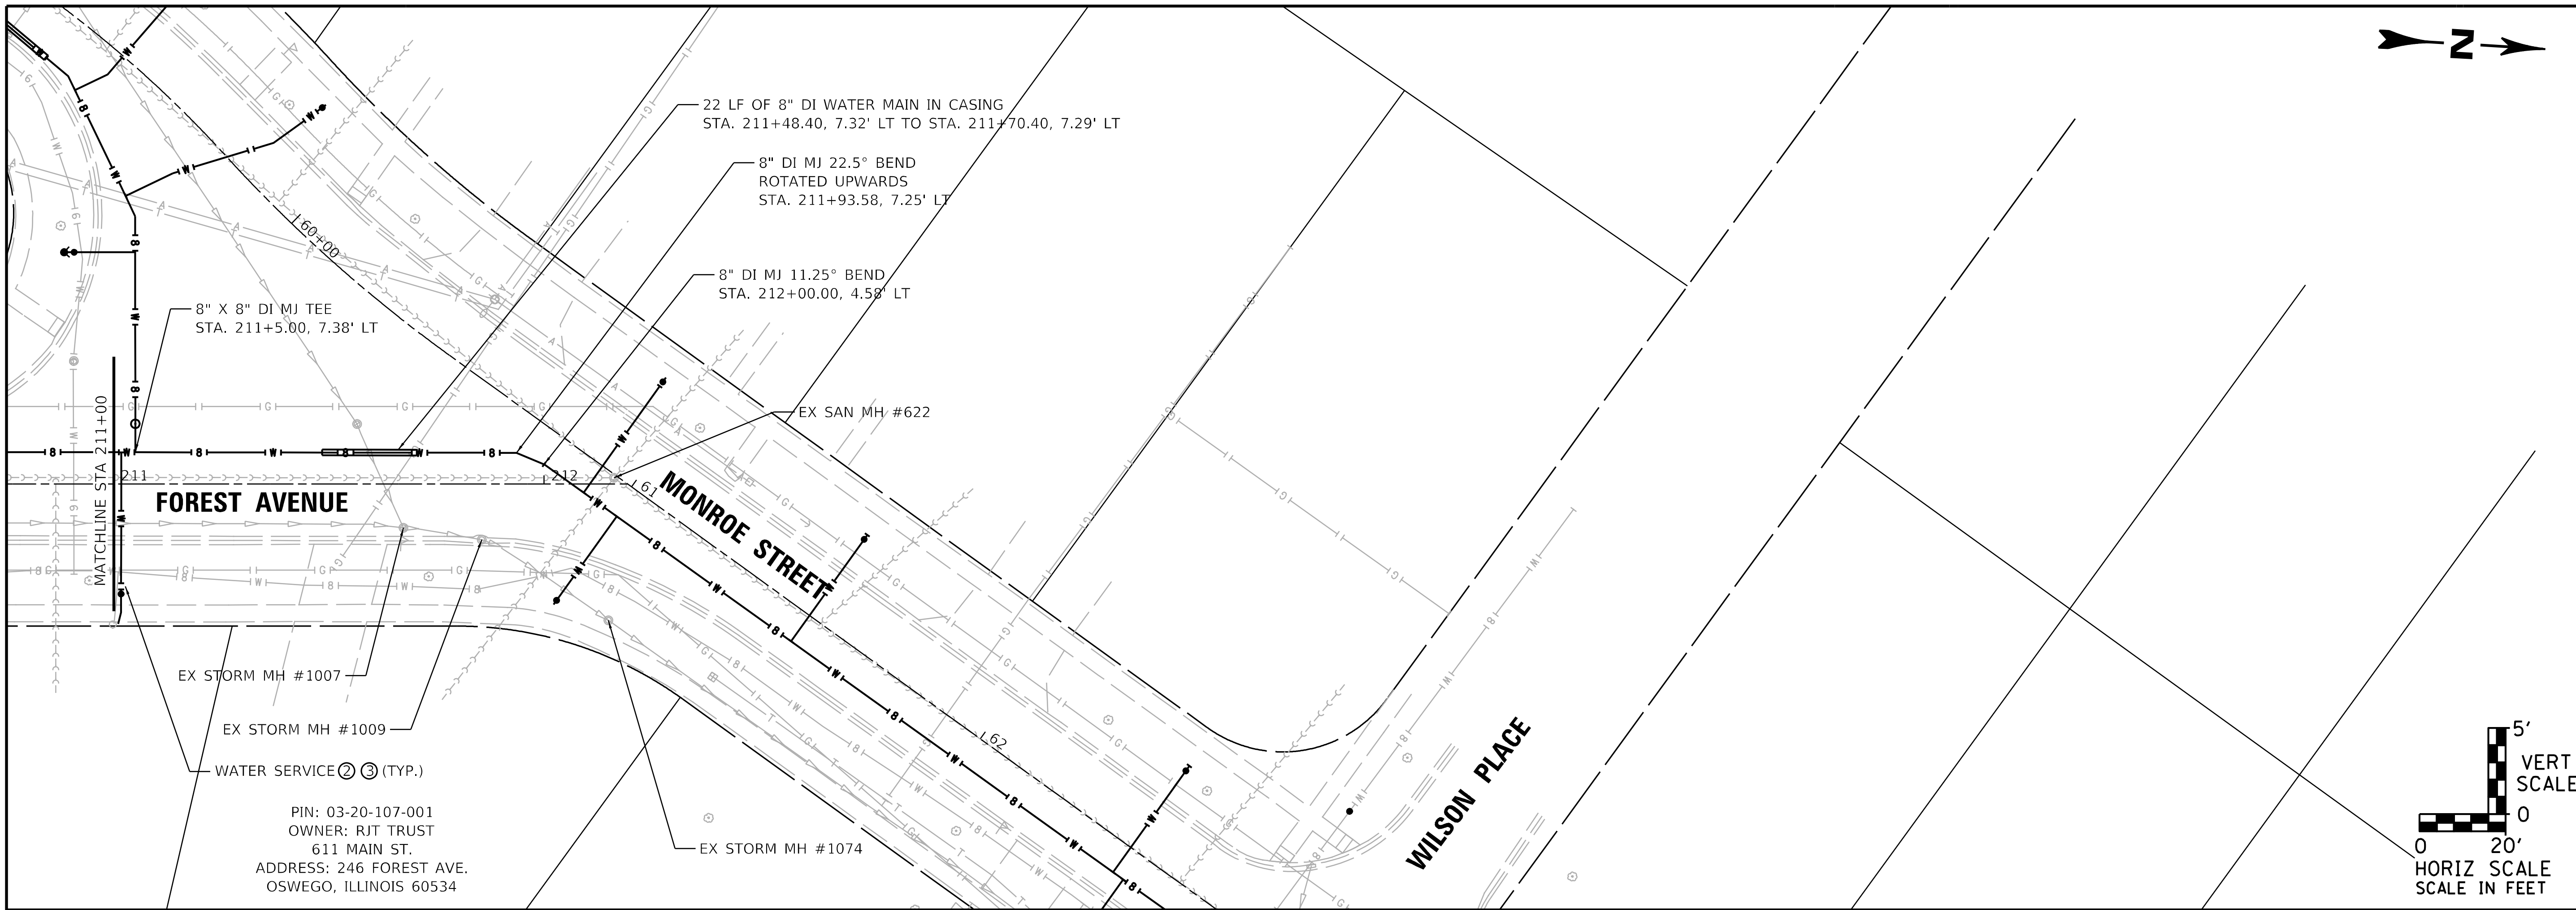 N
22 LF OF 8" DI WATER MAIN IN CASING
STA. 211+48.40, 7.32' LT TO STA. 211+70.40, 7.29' LT
8" DI MJ 22.5° BEND
ROTATED UPWARDS
STA. 211+93.58, 7.25' LT
60+00
8" DI MJ 11.25° BEND
STA. 212+00.00, 4.58' LT
8" X 8" DI MJ TEE
STA. 211+5.00, 7.38' LT
EX SAN MH #622
MATCHLINE STA 211+00
211
212
61
FOREST AVENUE
MONROE STREET
EX STORM MH #1007
EX STORM MH #1009
62
WATER SERVICE 2 3 (TYP.)
WILSON PLACE
PIN: 03-20-107-001
OWNER: RJT TRUST
611 MAIN ST.
ADDRESS: 246 FOREST AVE.
OSWEGO, ILLINOIS 60534
EX STORM MH #1074
5'
VERT
SCALE
0
0 20'
HORIZ SCALE
SCALE IN FEET